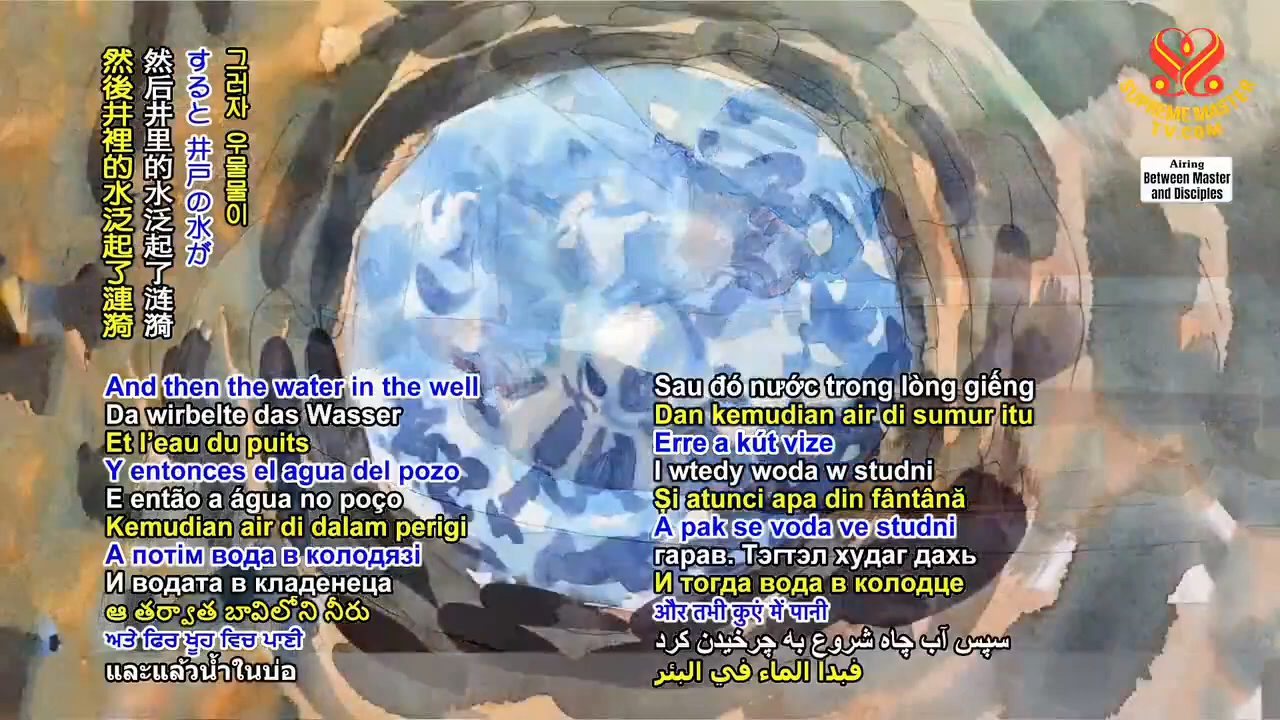 그러자 우물물이
すると 井戸の水が
然后井里的水泛起了涟漪
然後井裡的水泛起了漣漪
SUPREME MASTER
TV.COM
Airing
Between Master
and Disciples
And then the water in the well
Da wirbelte das Wasser
Et l’eau du puits
Y entonces el agua del pozo
E então a água no poço
Kemudian air di dalam perigi
А потім вода в колодязі
И водата в кладенеца
ఆ తర్వాత బావిలోని నీరు
ਅਤੇ ਫਿਰ ਖੂਹ ਵਿਚ ਪਾਣੀ
และแล้วน้ำในบ่อ
Sau đó nước trong lòng giếng
Dan kemudian air di sumur itu
Erre a kút vize
I wtedy woda w studni
Și atunci apa din fântână
A pak se voda ve studni
гарав. Тэгтэл худаг дахь
И тогда вода в колодце
और तभी कुएं में पानी
سپس آب چاه شروع به چرخیدن کرد
فبدا الماء في البئر